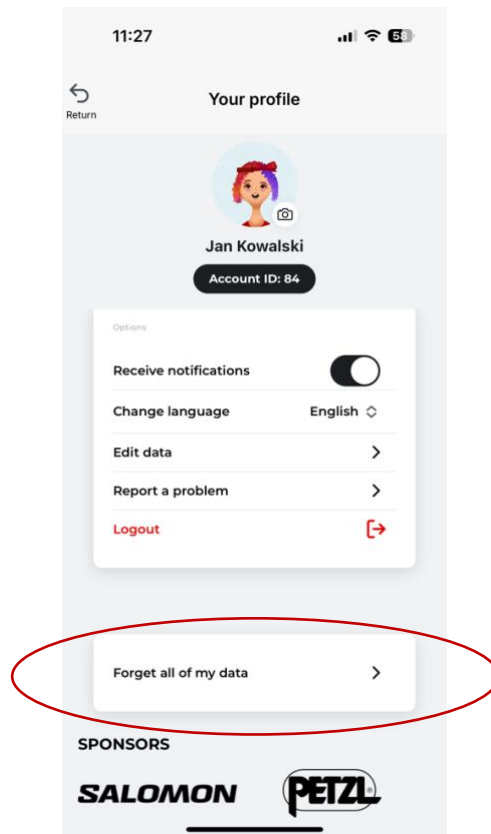 11:27
58
Return
Your profile
Jan Kowalski
Account ID: 84
Options
Receive notifications
Change language English
Edit data
Report a problem
Logout
Forget all of my data
SPONSORS
SALOMON PETZL